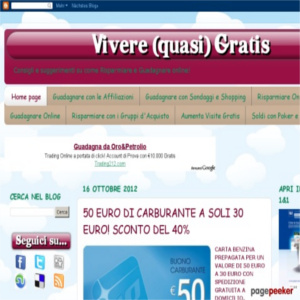 Vivere (quasi) Gratis
Consigli e suggerimenti su come Risparmiare e Guadagnare online!
Home page
Guadagnare con le Affiliazioni
Guadagnare con Sondaggi e Shopping
Risparmiare On
Guadagnare Online
Risparmiare con i Gruppi d'Acquisto
Aumenta Visite Gratis
Soldi con Poker e
Guadagna da Oro&Petrolio
Trading Online a portata di click! Account di Prova con €10.000 Gratis
Trading212.com
16 OTTOBRE 2012
CERCA NEL BLOG
50 EURO DI CARBURANTE A SOLI 30
EURO! SCONTO DEL 40%
APRI IL
1&1
Seguici su...
BUONO
CARBURANTE
€50
CARTA BENZINA
PREPAGATA PER UN
VALORE DI 50 EURO
A 30 EURO CON
SPEDIZIONE
GRATUITA A
DOMICILIO
pagepeeker